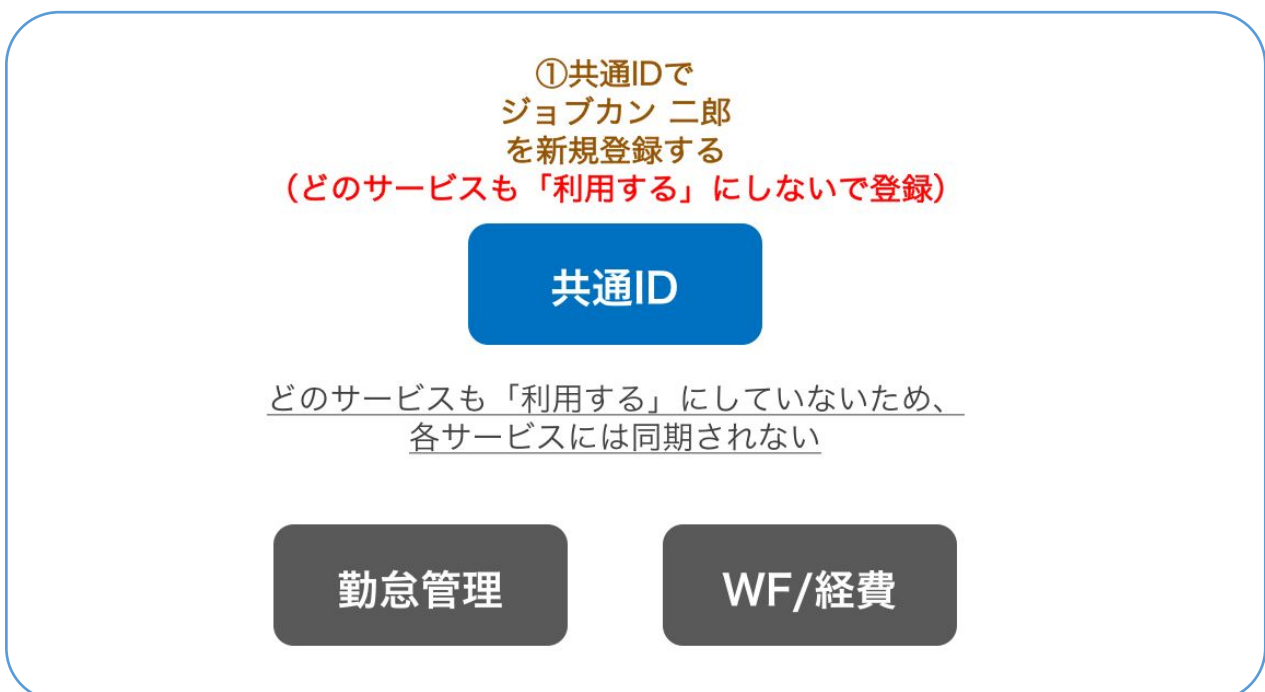 ①共通IDで
ジョブカン 二郎
を新規登録する
（どのサービスも「利用する」にしないで登録）
共通ID
どのサービスも「利用する」にしていないため、
各サービスには同期されない
勤怠管理
WF/経費